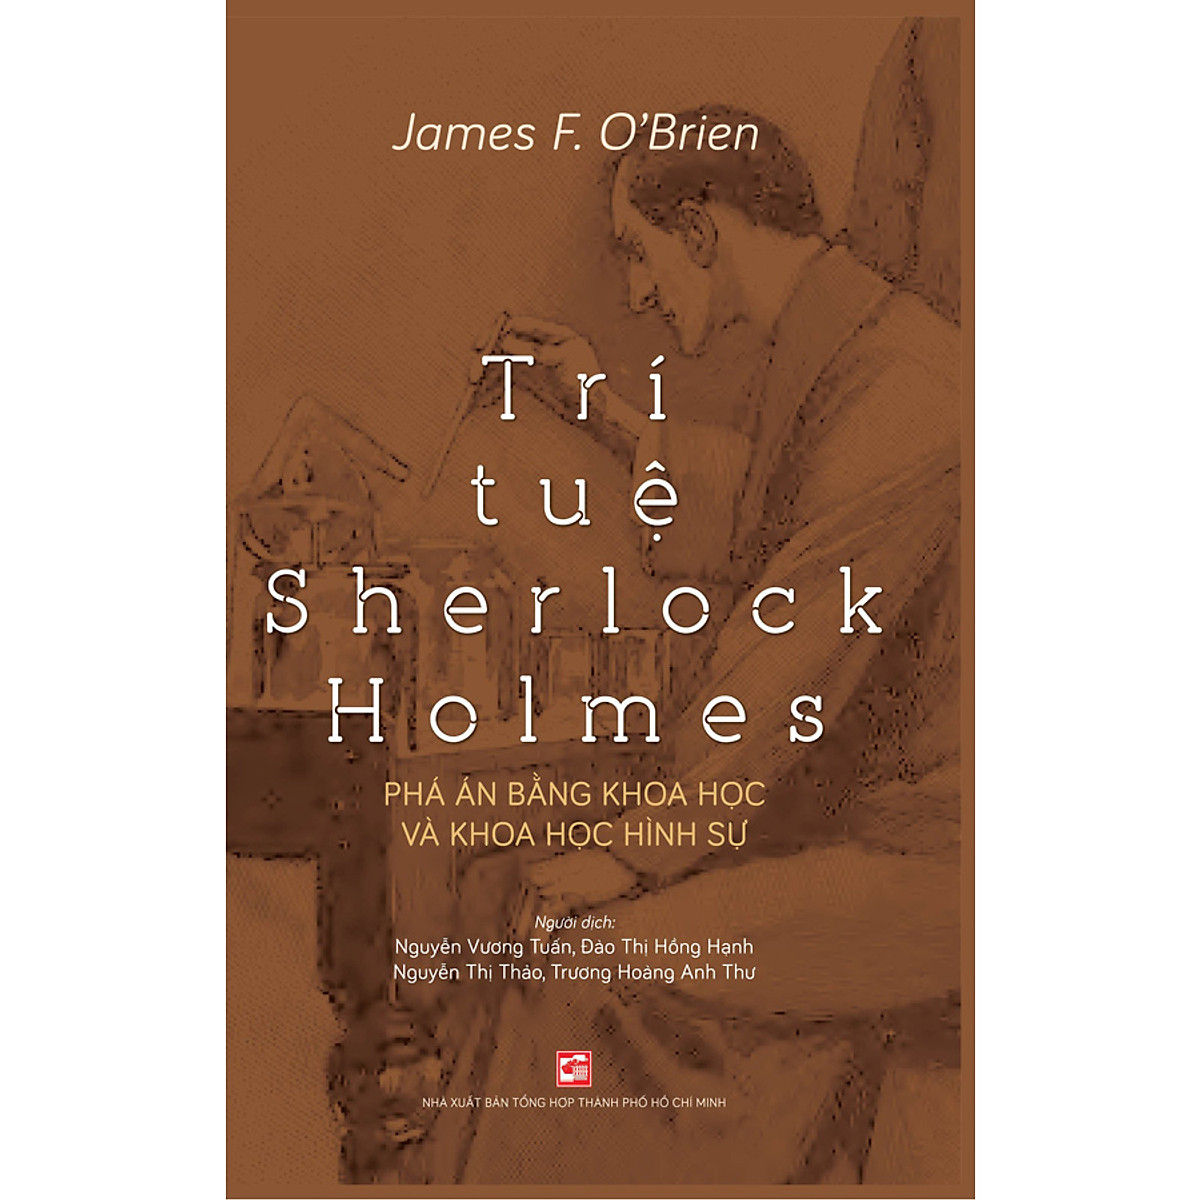 James F. O'Brien
Trí
tuệ
Sherlock
Holmes
PHÁ ÁN BẰNG KHOA HỌC
VÀ KHOA HỌC HÌNH SỰ
Người dịch:
Nguyễn Vương Tuấn, Đào Thị Hồng Hạnh
Nguyễn Thị Thảo, Trương Hoàng Anh Thư
NHÀ XUẤT BẢN TỔNG HỢP THÀNH PHỐ HỒ CHÍ MINH